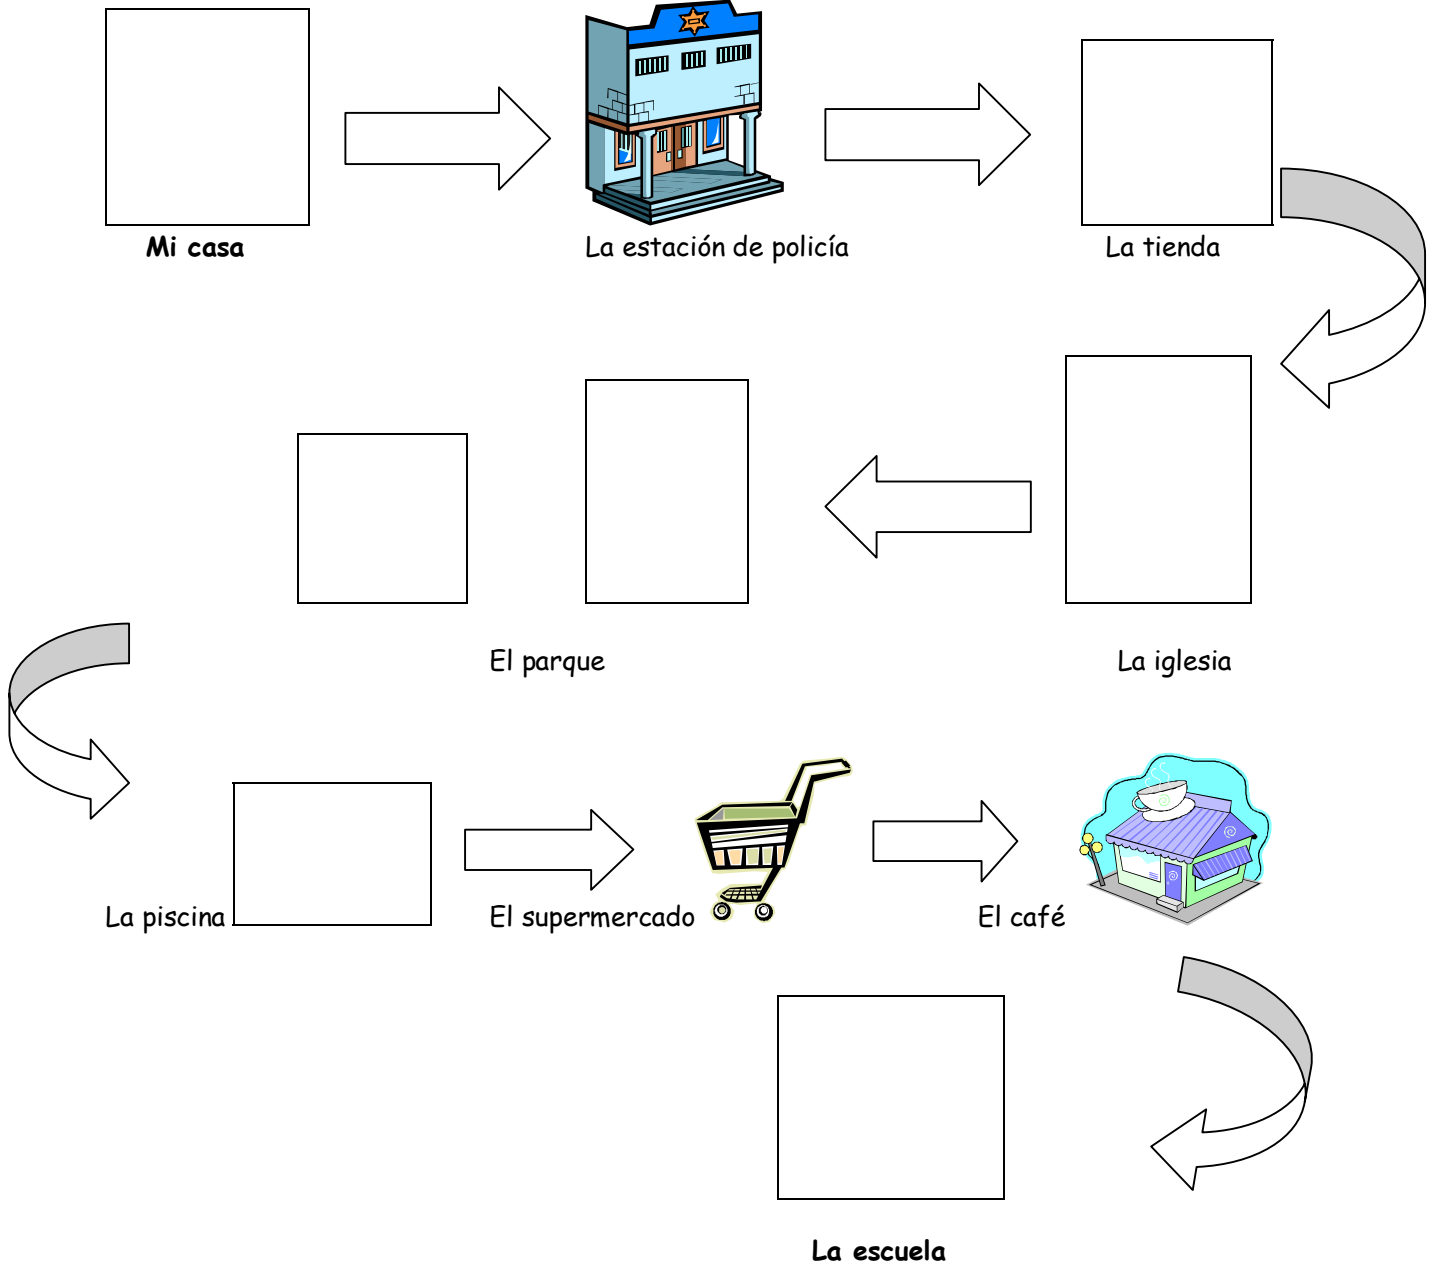 Mi casa
La estación de policía
La tienda
El parque
La iglesia
La piscina
El supermercado
El café
La escuela